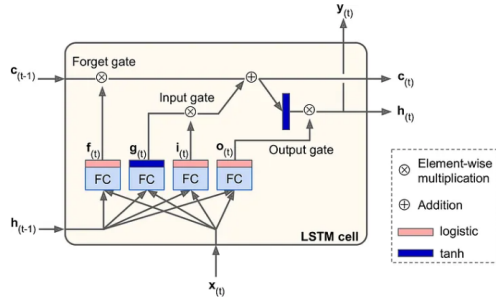 y(t)
Forget gate
c(t-1)
c(t)
Input gate
h(t)
f(t)
g(t)
i(t)
o(t)
Output gate
FC
FC
FC
FC
Element-wise
multiplication
Addition
h(t-1)
logistic
LSTM cell
tanh
x(t)